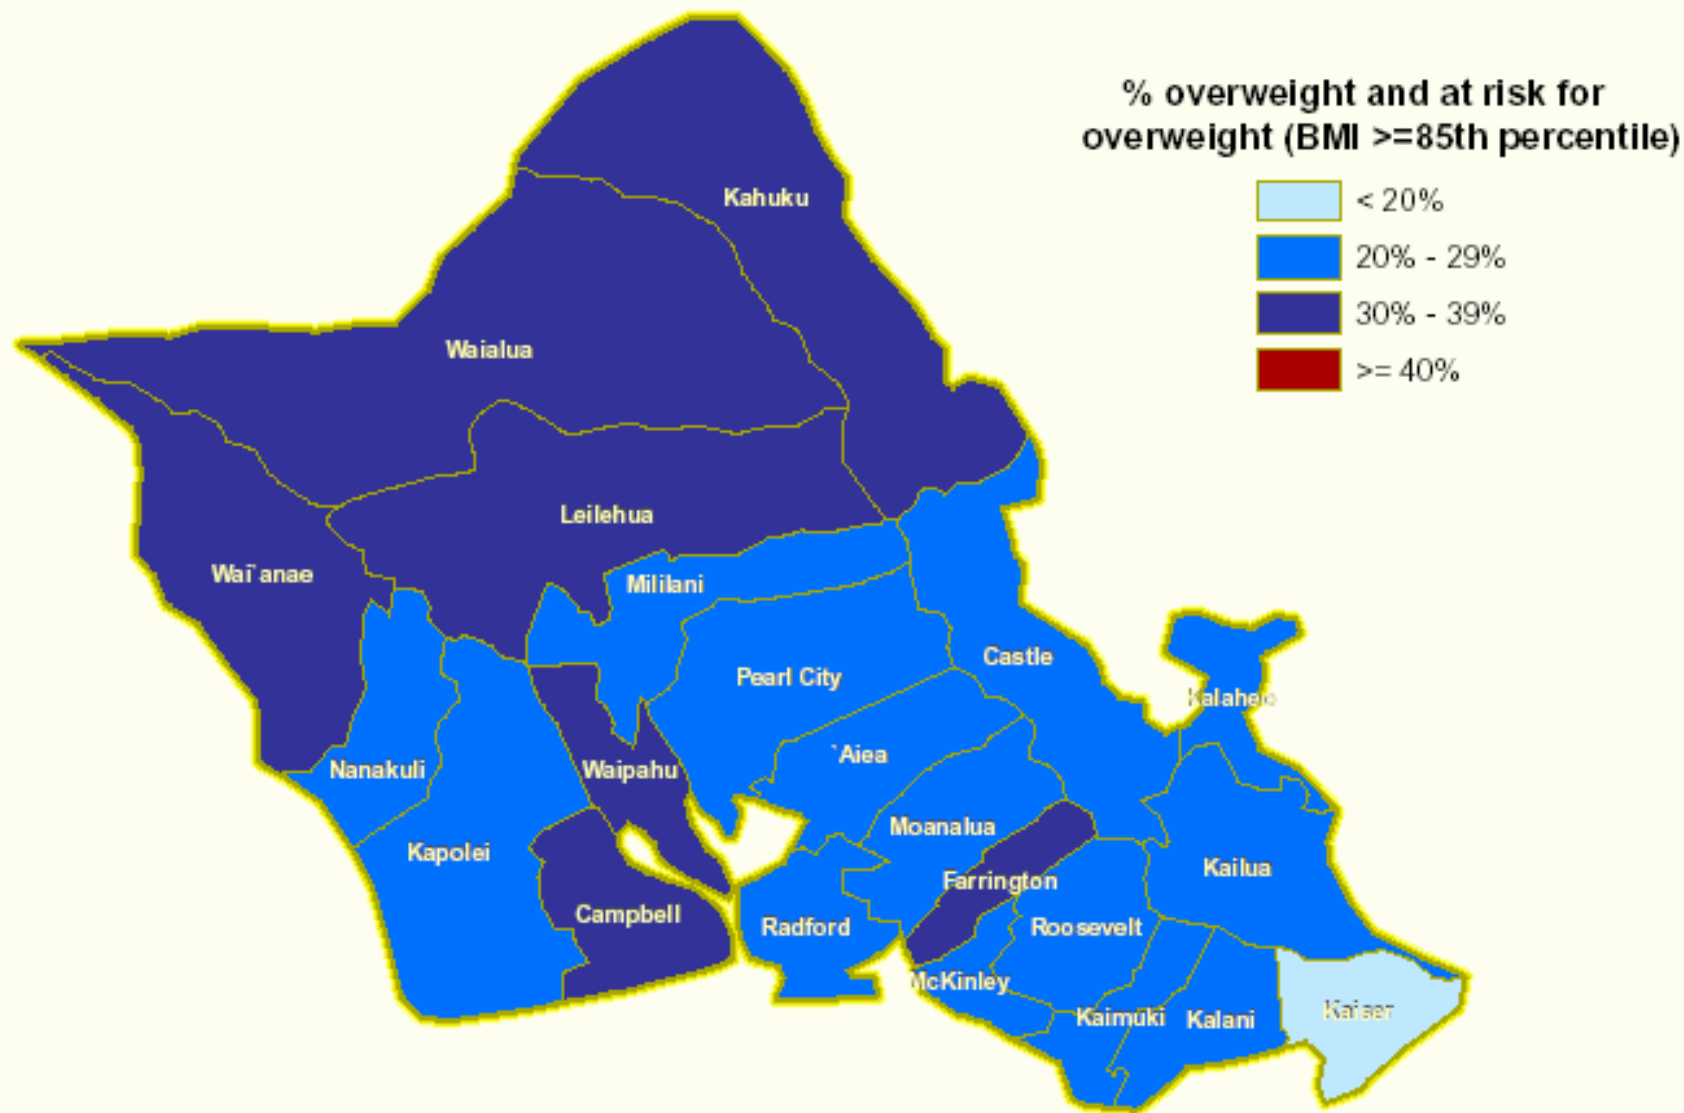 % overweight and at risk for
overweight (BMI >=85th percentile)
< 20%
20% - 29%
30% - 39%
>= 40%
Kahuku
Waialua
Leilehua
Wai`anae
Mililani
Castle
Pearl City
Kalaheo
`Aiea
Nanakuli
Waipahu
Moanalua
Kapolei
Kailua
Farrington
Campbell
Radford
Roosevelt
McKinley
Kaiser
Kaimuki
Kalani